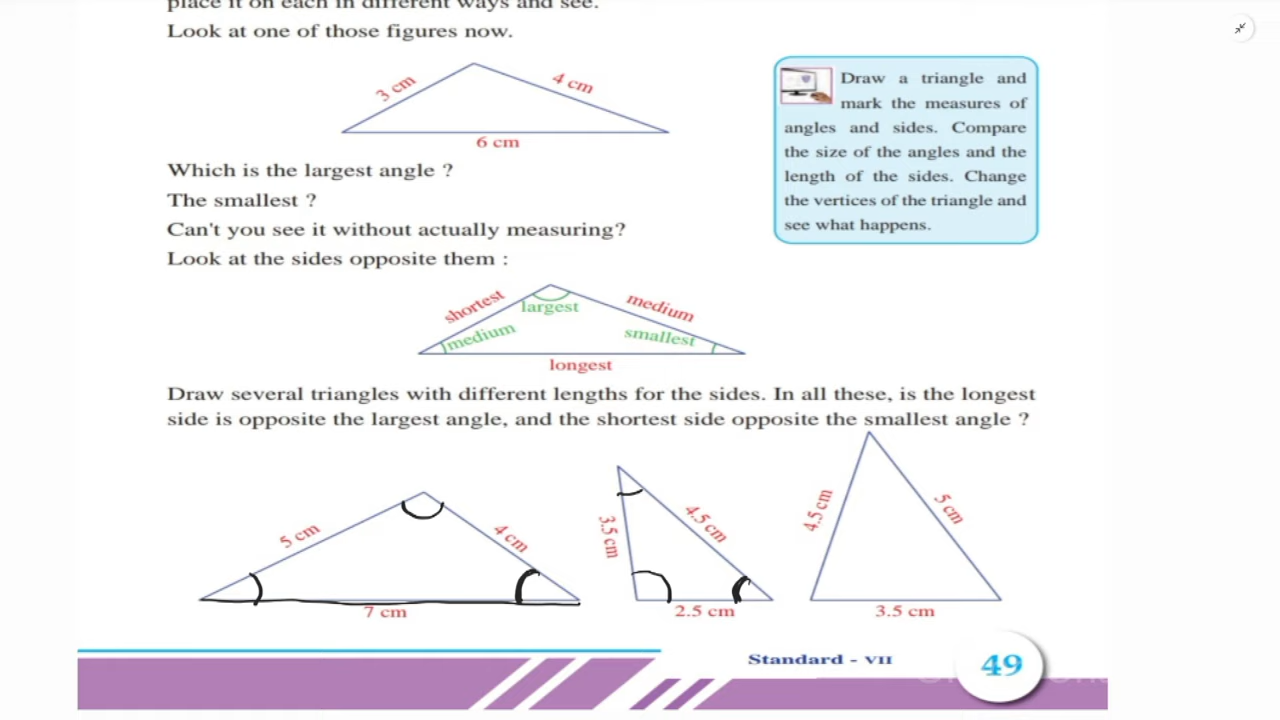 place it on each in different ways and see.
Look at one of those figures now.
3 cm
4 cm
6 cm
Draw a triangle and
mark the measures of
angles and sides. Compare
the size of the angles and the
length of the sides. Change
the vertices of the triangle and
see what happens.
Which is the largest angle ?
The smallest ?
Can't you see it without actually measuring?
Look at the sides opposite them :
shortest
largest
medium
medium
smallest
longest
Draw several triangles with different lengths for the sides. In all these, is the longest
side is opposite the largest angle, and the shortest side opposite the smallest angle ?
5 cm
4 cm
7 cm
3.5 cm
4.5 cm
2.5 cm
4.5 cm
5 cm
3.5 cm
Standard - VII
49